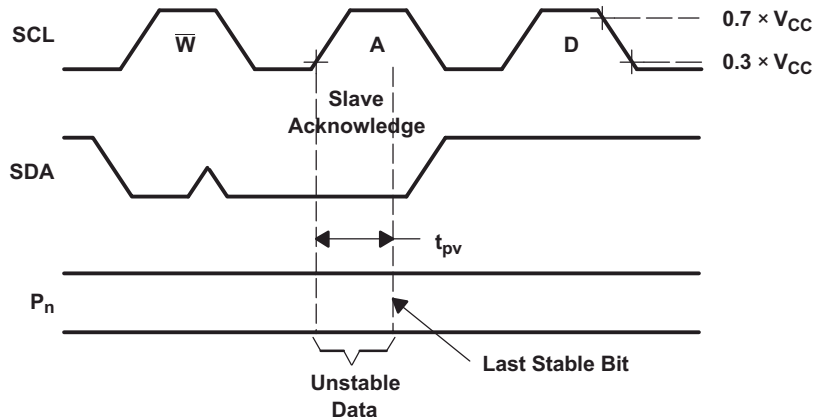 SCL
W̅
A
D
0.7 × VCC
0.3 × VCC
Slave
Acknowledge
SDA
tpv
Pn
Last Stable Bit
Unstable
Data